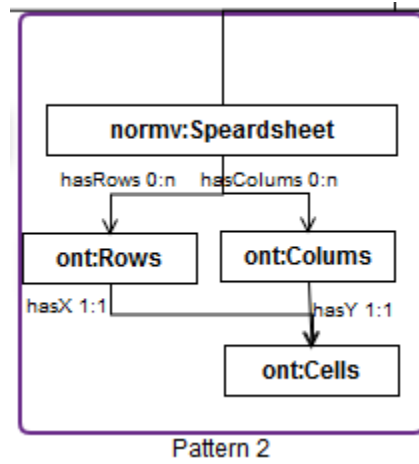 normv:Speardsheet
hasRows 0:n hasColums 0:n
ont:Rows ont:Colums
hasX 1:1 hasY 1:1
ont:Cells
Pattern 2